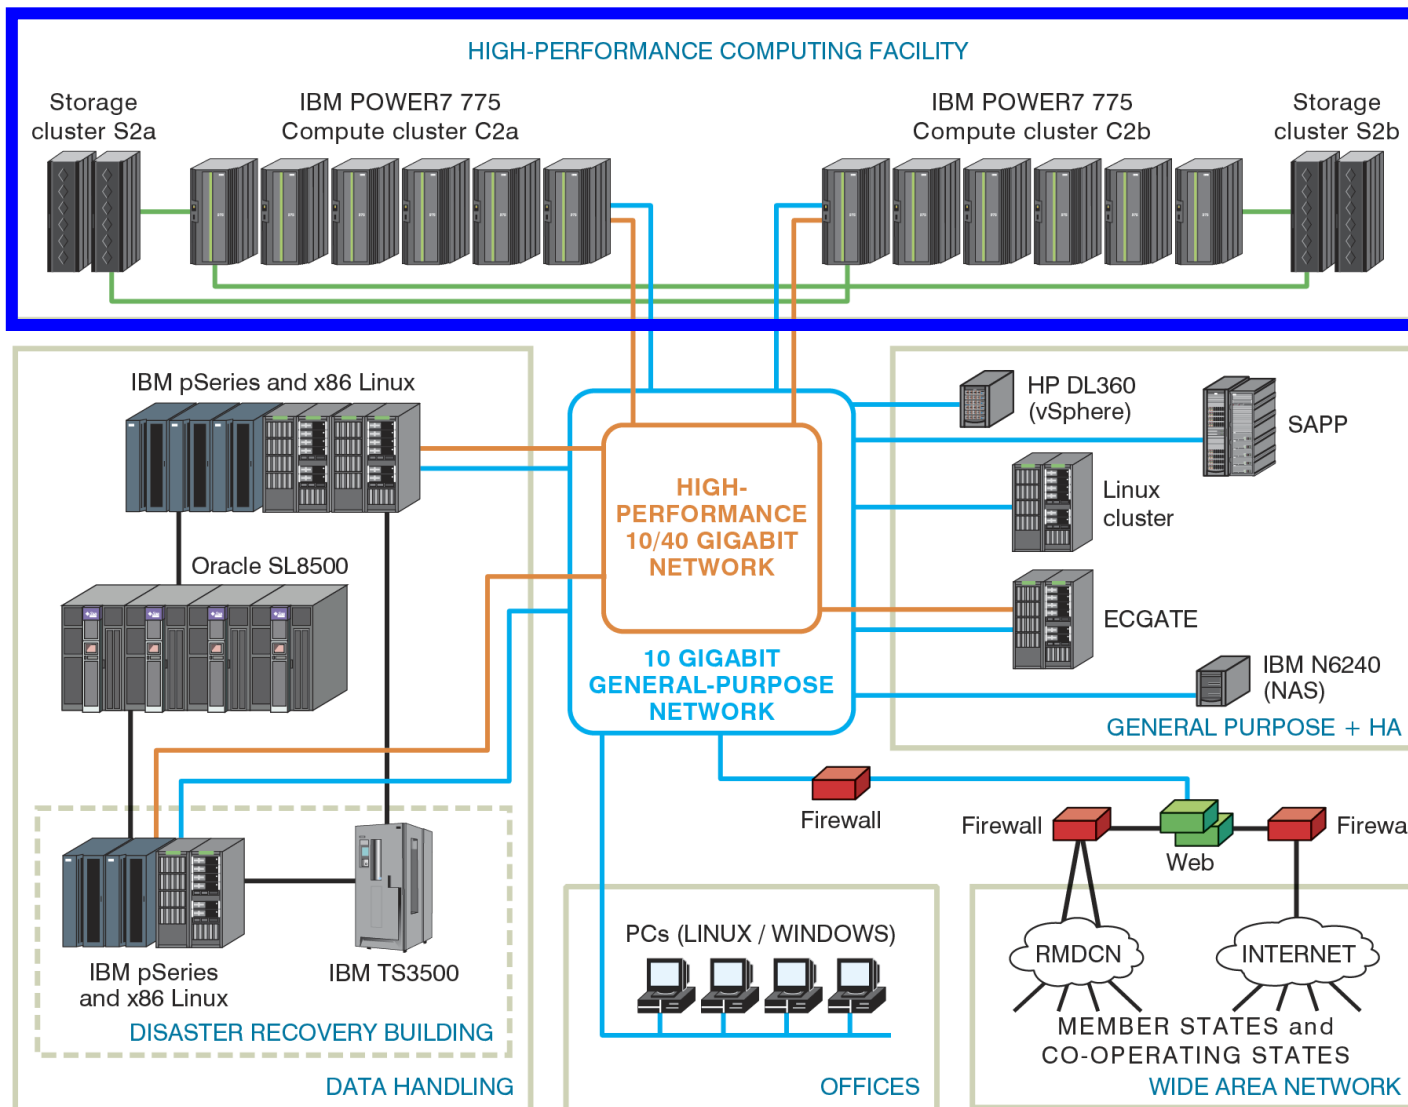 HIGH-PERFORMANCE COMPUTING FACILITY
Storage
cluster S2a
IBM POWER7 775
Compute cluster C2a
IBM POWER7 775
Compute cluster C2b
Storage
cluster S2b
IBM pSeries and x86 Linux
Oracle SL8500
IBM pSeries
and x86 Linux
IBM TS3500
DISASTER RECOVERY BUILDING
DATA HANDLING
HIGH-
PERFORMANCE
10/40 GIGABIT
NETWORK
10 GIGABIT
GENERAL-PURPOSE
NETWORK
HP DL360
(vSphere)
SAPP
Linux
cluster
ECGATE
IBM N6240
(NAS)
GENERAL PURPOSE + HA
Firewall
Firewall
Web
Firewa
PCs (LINUX / WINDOWS)
OFFICES
RMDCN
INTERNET
MEMBER STATES and
CO-OPERATING STATES
WIDE AREA NETWORK